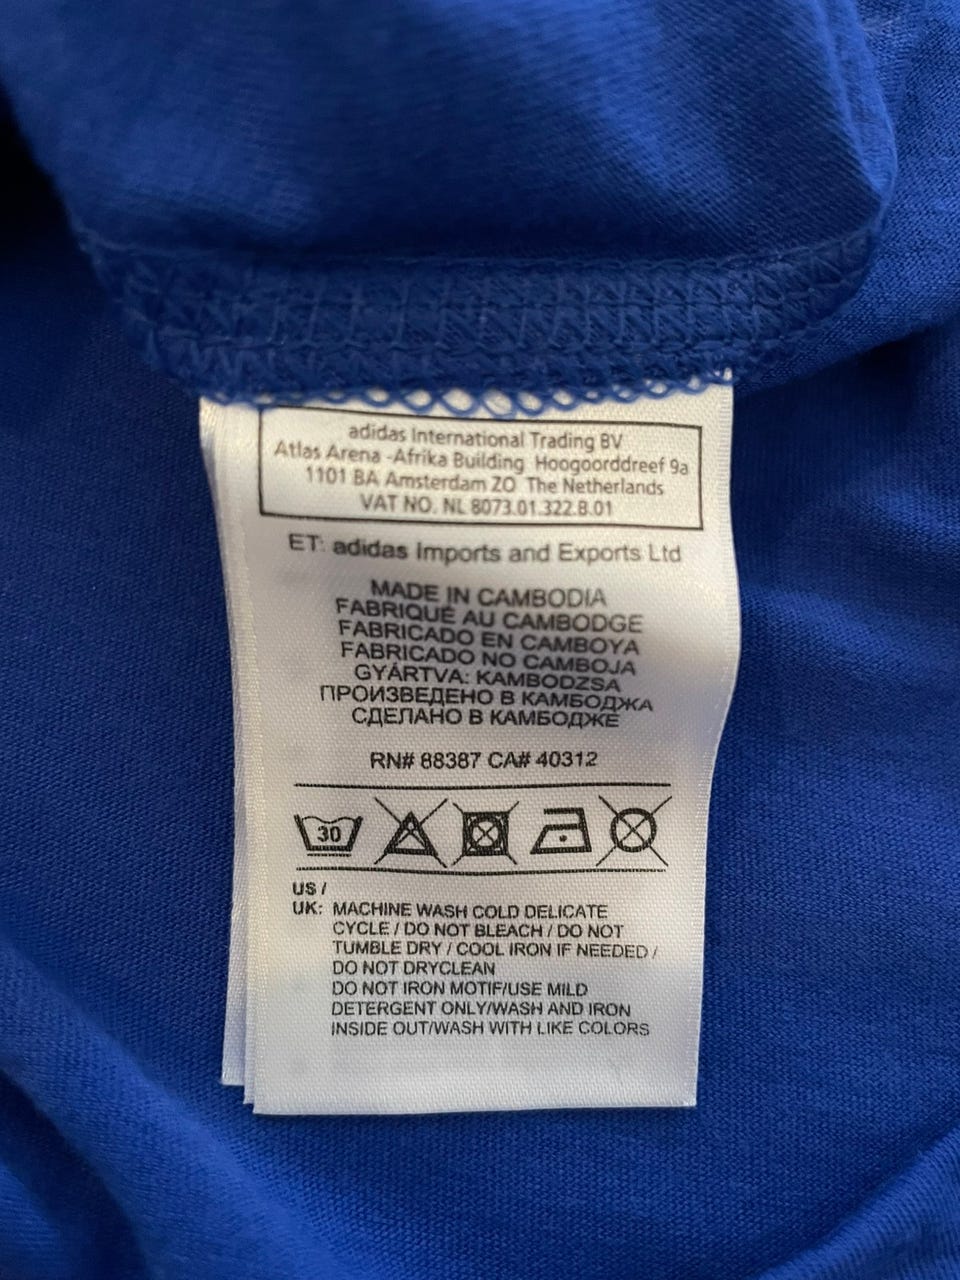 adidas International Trading BV
Atlas Arena -Afrika Building Hoogoorddreef 9a
1101 BA Amsterdam ZO The Netherlands
VAT NO. NL 8073.01.322.B.01
ET: adidas Imports and Exports Ltd
MADE IN CAMBODIA
FABRIQUÉ AU CAMBODGE
FABRICADO EN CAMBOYA
FABRICADO NO CAMBOJA
GYÁRTVA: KAMBODZSA
ПРОИЗВЕДЕНО В КАМБОДЖА
СДЕЛАНО В КАМБОДЖЕ
RN# 88387 CA# 40312
30
US /
UK: MACHINE WASH COLD DELICATE
CYCLE / DO NOT BLEACH / DO NOT
TUMBLE DRY / COOL IRON IF NEEDED /
DO NOT DRYCLEAN
DO NOT IRON MOTIF/USE MILD
DETERGENT ONLY/WASH AND IRON
INSIDE OUT/WASH WITH LIKE COLORS